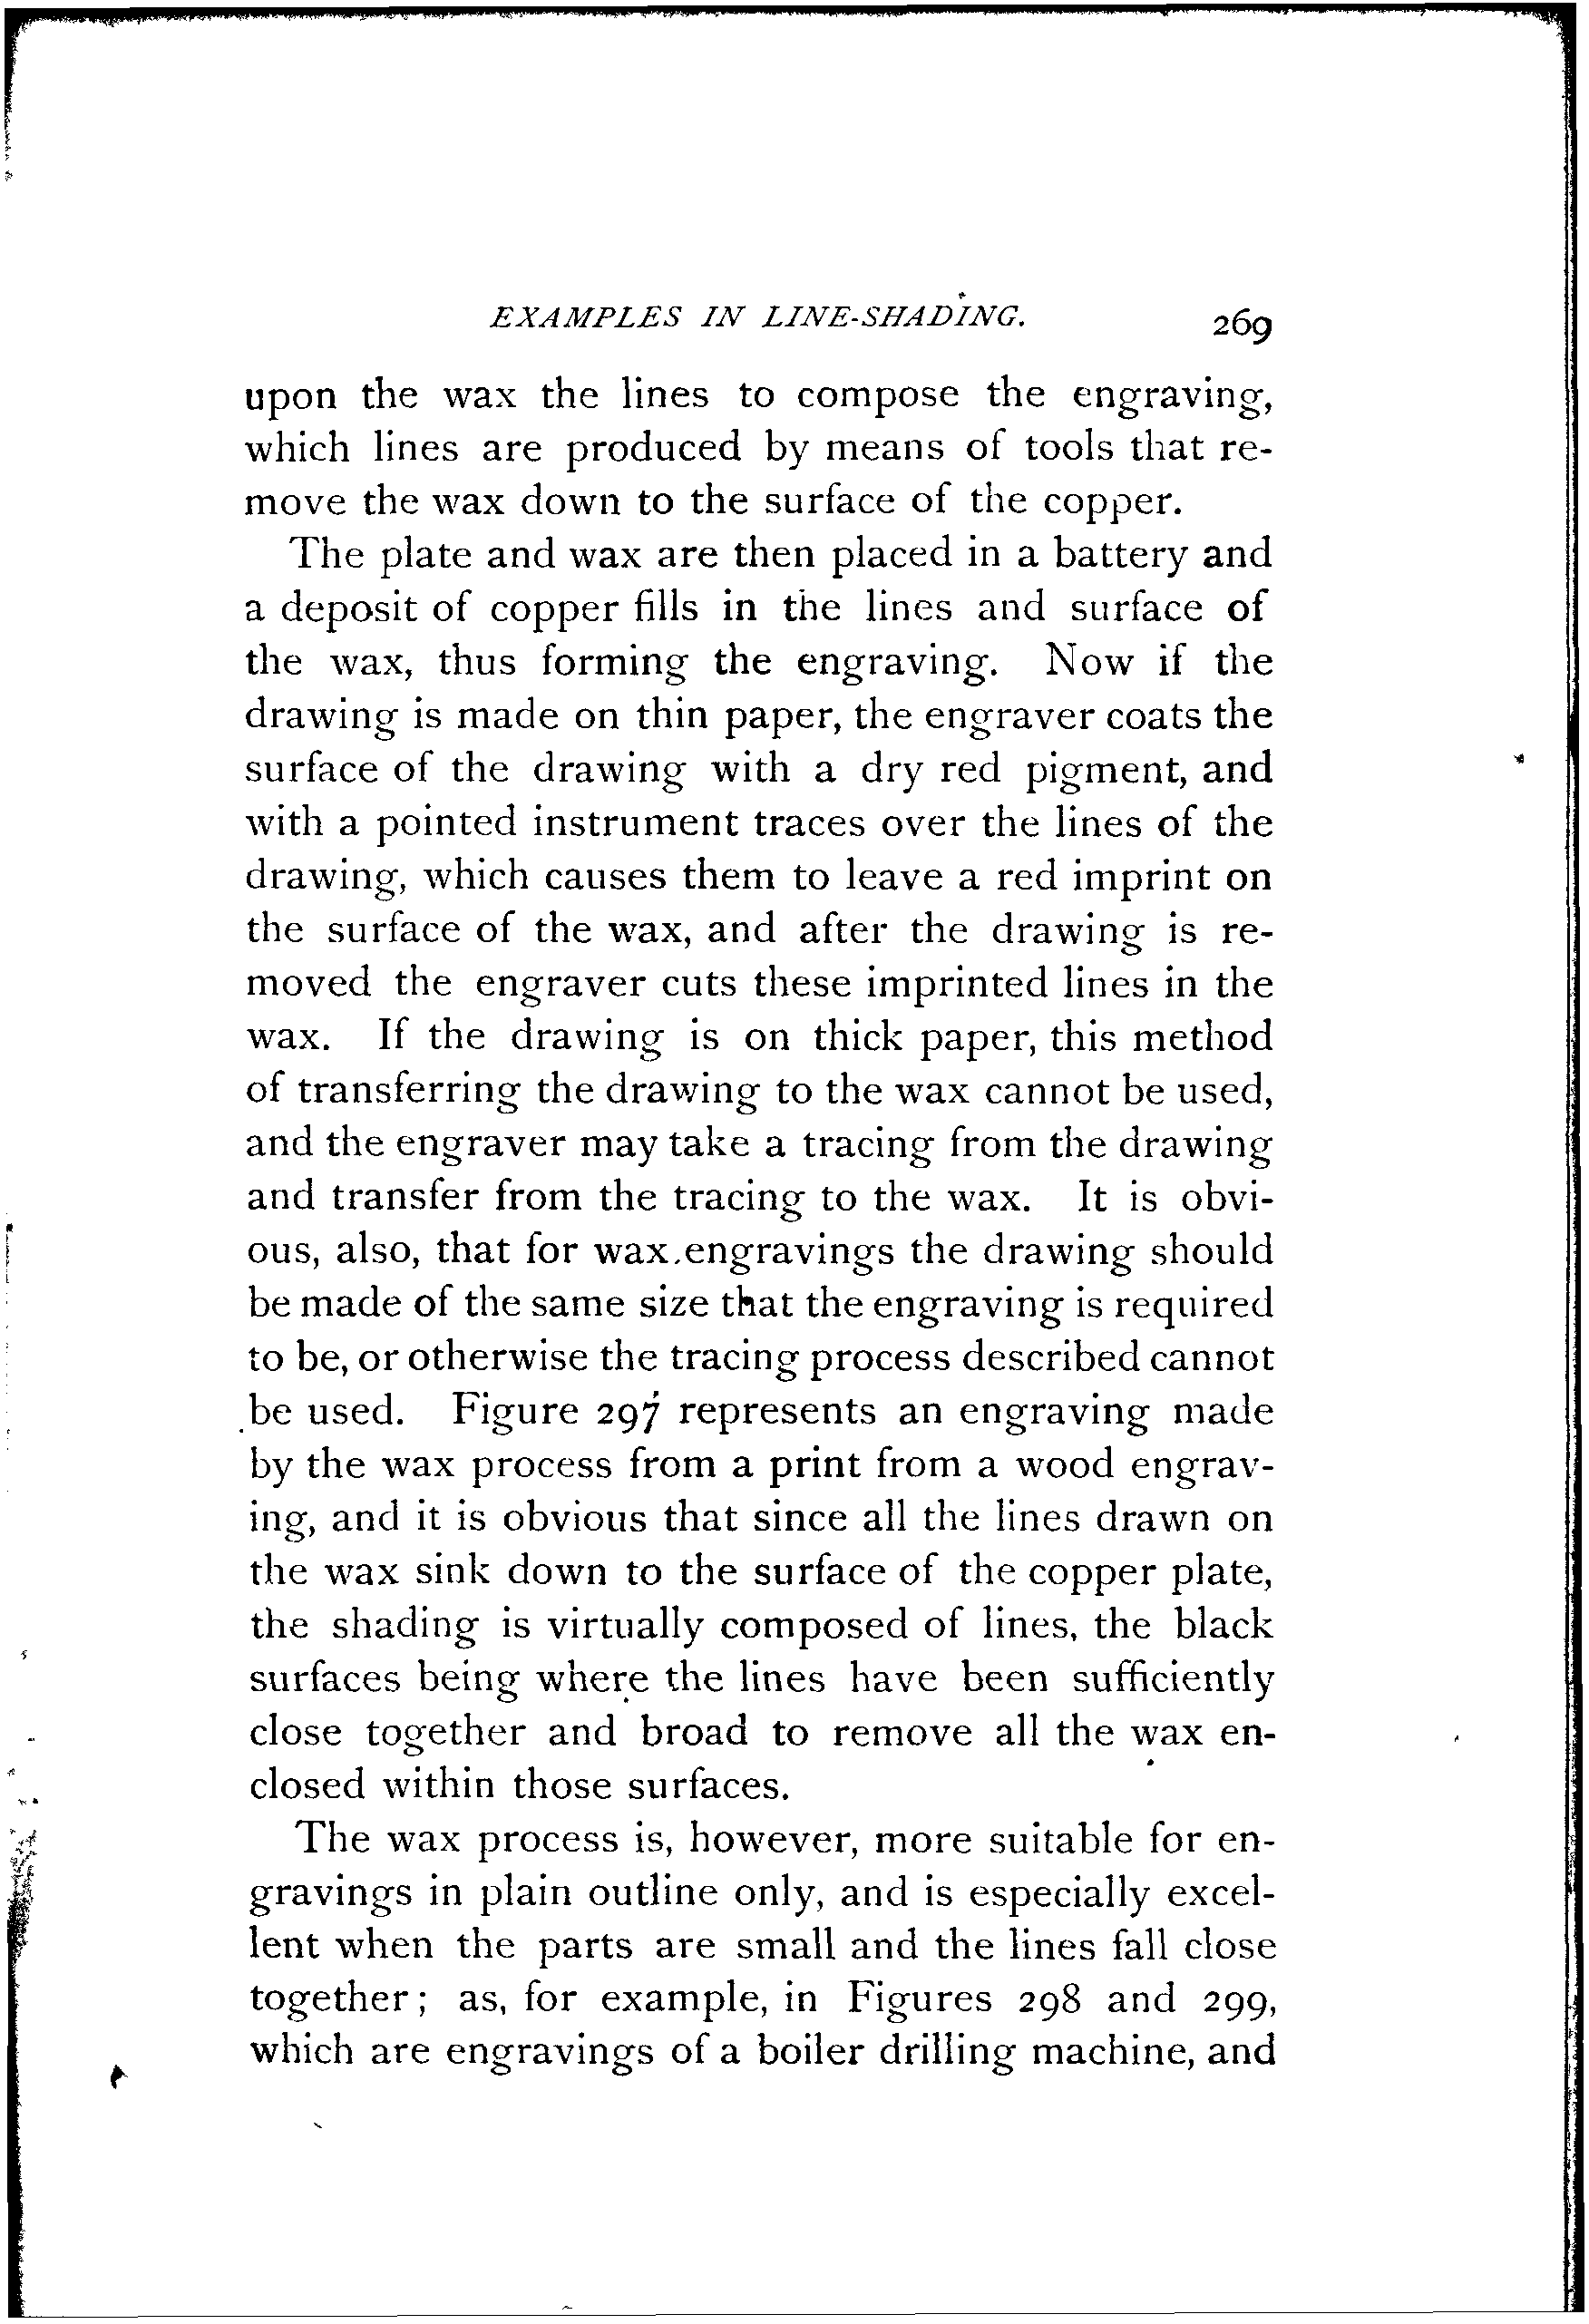 EXAMPLES IN LINE-SHADING. 269
upon the wax the lines to compose the engraving,
which lines are produced by means of tools that re-
move the wax down to the surface of the copper.
The plate and wax are then placed in a battery and
a deposit of copper fills in the lines and surface of
the wax, thus forming the engraving. Now if the
drawing is made on thin paper, the engraver coats the
surface of the drawing with a dry red pigment, and
with a pointed instrument traces over the lines of the
drawing, which causes them to leave a red imprint on
the surface of the wax, and after the drawing is re-
moved the engraver cuts these imprinted lines in the
wax. If the drawing is on thick paper, this method
of transferring the drawing to the wax cannot be used,
and the engraver may take a tracing from the drawing
and transfer from the tracing to the wax. It is obvi-
ous, also, that for wax engravings the drawing should
be made of the same size that the engraving is required
to be, or otherwise the tracing process described cannot
be used. Figure 297 represents an engraving made
by the wax process from a print from a wood engrav-
ing, and it is obvious that since all the lines drawn on
the wax sink down to the surface of the copper plate,
the shading is virtually composed of lines, the black
surfaces being where the lines have been sufficiently
close together and broad to remove all the wax en-
closed within those surfaces.
The wax process is, however, more suitable for en-
gravings in plain outline only, and is especially excel-
lent when the parts are small and the lines fall close
together; as, for example, in Figures 298 and 299,
which are engravings of a boiler drilling machine, and